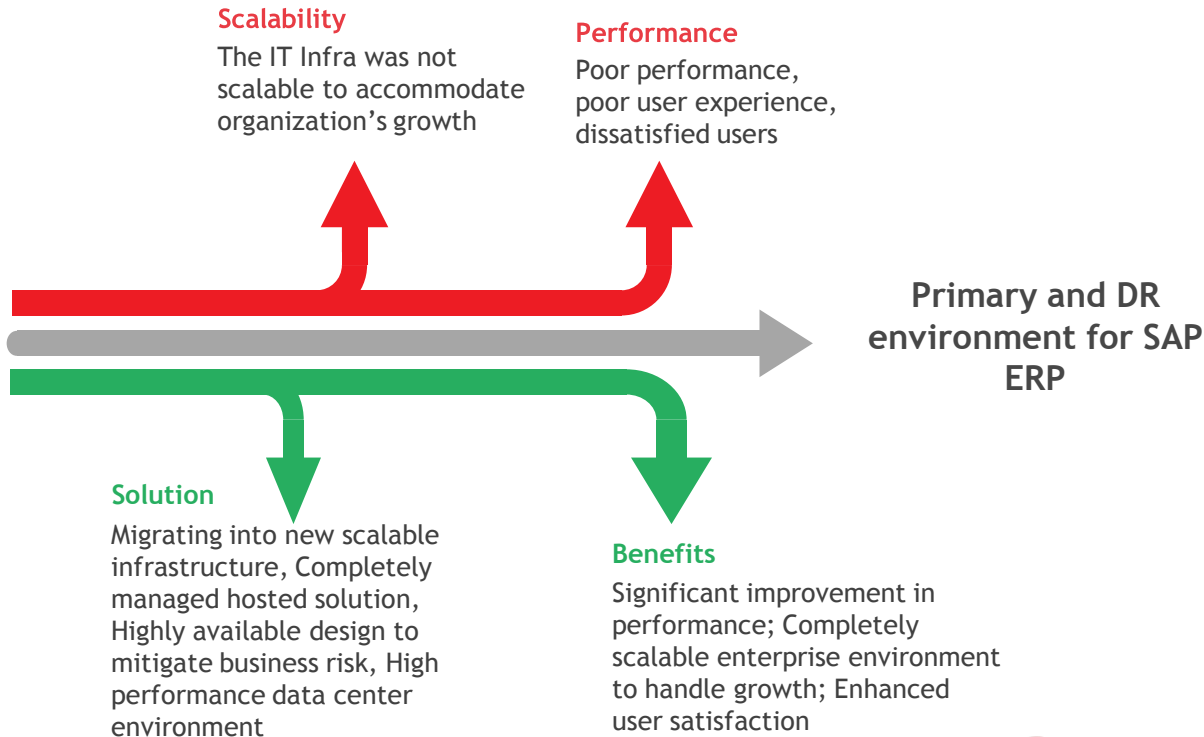 Scalability
The IT Infra was not
scalable to accommodate
organization’s growth
Performance
Poor performance,
poor user experience,
dissatisfied users
Primary and DR
environment for SAP
ERP
Solution
Migrating into new scalable
infrastructure, Completely
managed hosted solution,
Highly available design to
mitigate business risk, High
performance data center
environment
Benefits
Significant improvement in
performance; Completely
scalable enterprise environment
to handle growth; Enhanced
user satisfaction